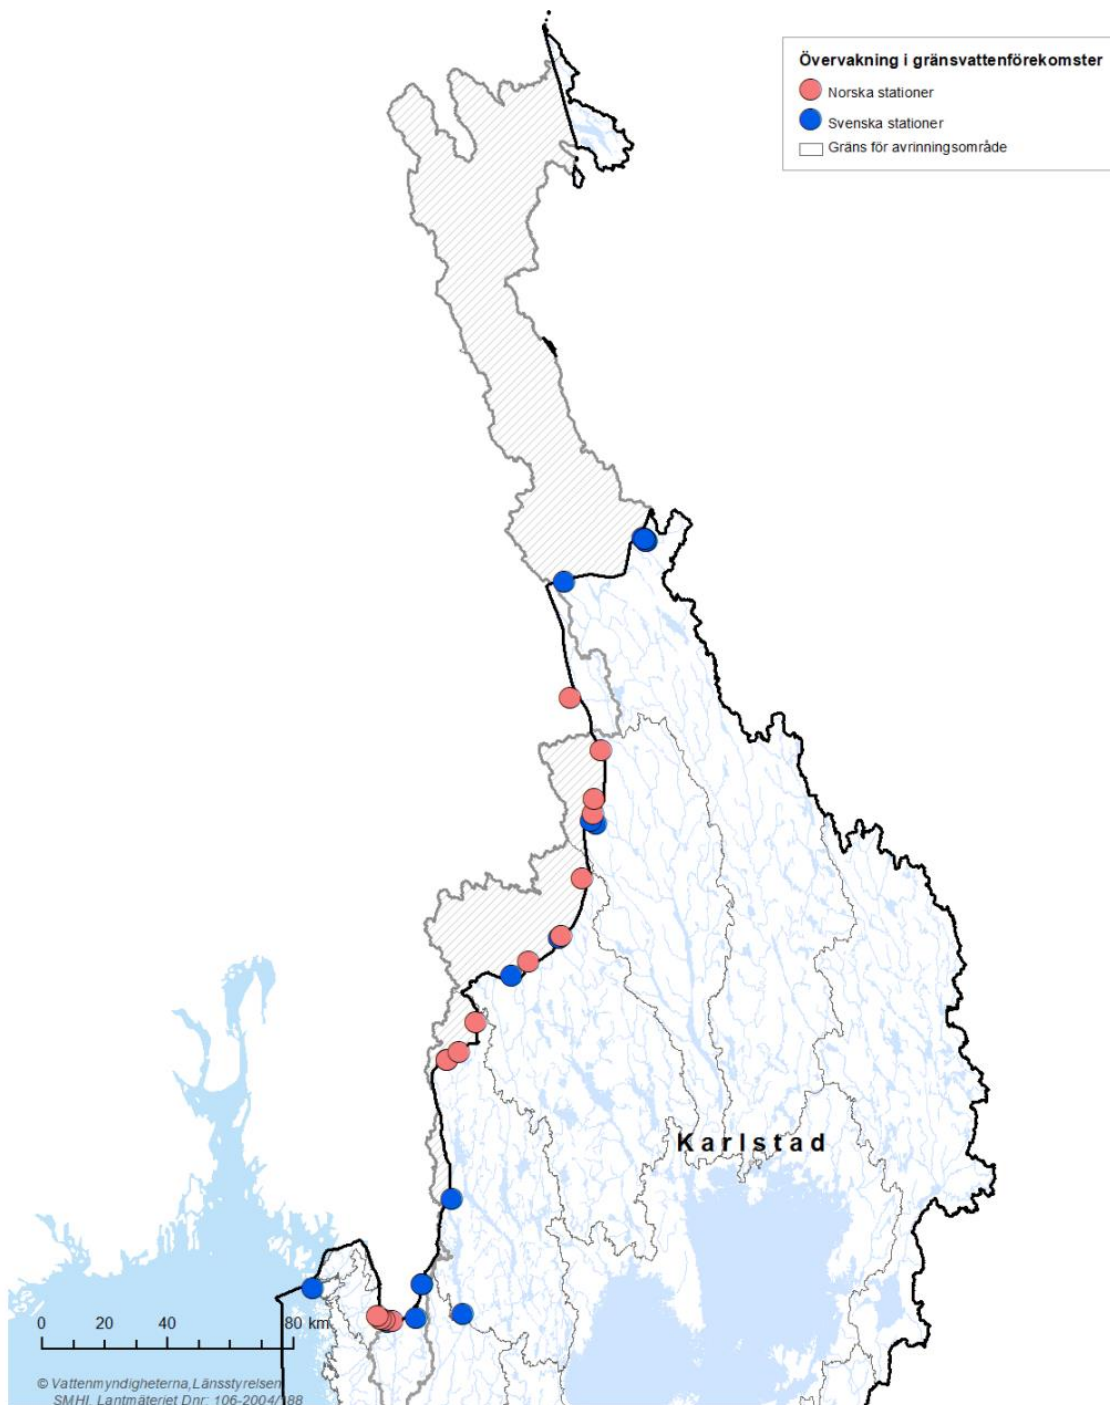 Övervakning i gränsvattenförekomster
Norska stationer
Svenska stationer
Gräns för avrinningsområde
Karlstad
0 20 40 80 km
© Vattenmyndigheterna,Länsstyrelsen
SMHI, Lantmäteriet Dnr: 106-2004/188